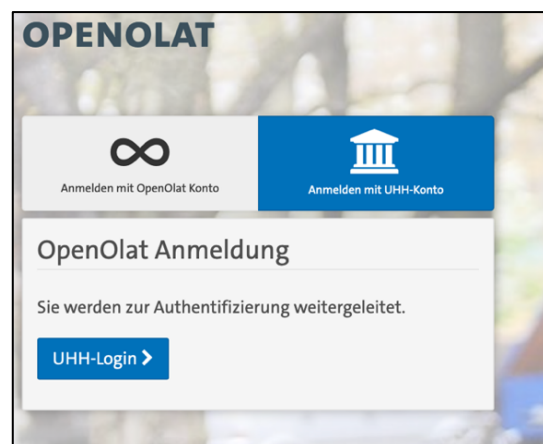 OPENOLAT
Anmelden mit OpenOlat Konto
Anmelden mit UHH-Konto
OpenOlat Anmeldung
Sie werden zur Authentifizierung weitergeleitet.
UHH-Login